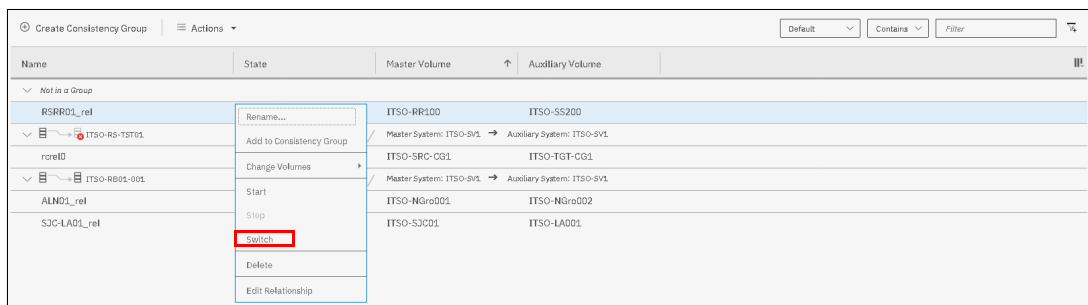 Create Consistency Group Actions Default Contains Filter
Name State Master Volume Auxiliary Volume
Not in a Group
RSRR01_rel ITSO-RR100 ITSO-SS200
Rename...
ITSO-RS-TST01 Master System: ITSO-SV1 → Auxiliary System: ITSO-SV1
Add to Consistency Group
rcrel0 ITSO-SRC-CG1 ITSO-TGT-CG1
Change Volumes
ITSO-RB01-001 Master System: ITSO-SV1 → Auxiliary System: ITSO-SV1
Start
ALN01_rel ITSO-NGro001 ITSO-NGro002
Stop
SJC-LA01_rel ITSO-SJC01 ITSO-LA001
Switch
Delete
Edit Relationship